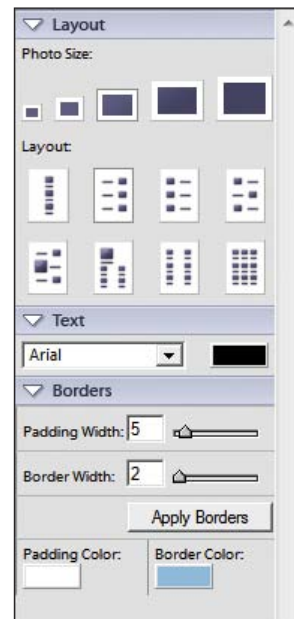 Layout
Photo Size:
Layout:
Text
Arial
Borders
Padding Width: 5
Border Width: 2
Apply Borders
Padding Color: Border Color: